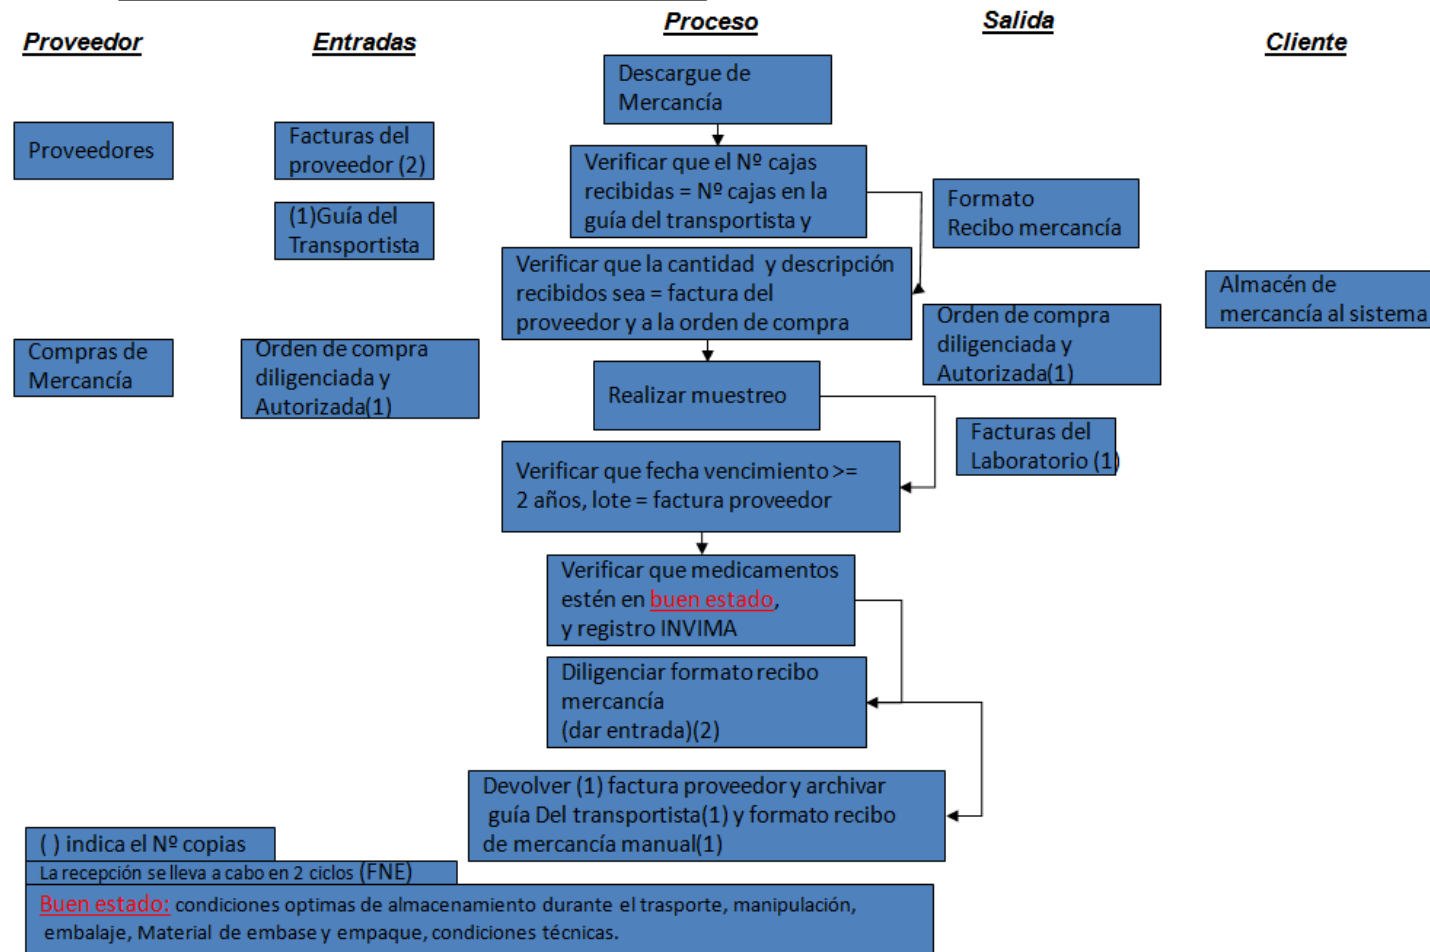 Proveedor
Entradas
Proceso
Salida
Cliente
Proveedores
Compras de
Mercancía
Facturas del
proveedor (2)
(1)Guía del
Transportista
Orden de compra
diligenciada y
Autorizada(1)
Descargue de
Mercancía
Verificar que el Nº cajas
recibidas = Nº cajas en la
guía del transportista y
Verificar que la cantidad y descripción
recibidos sea = factura del
proveedor y a la orden de compra
Realizar muestreo
Verificar que fecha vencimiento >=
2 años, lote = factura proveedor
Verificar que medicamentos
estén en buen estado,
y registro INVIMA
Diligenciar formato recibo
mercancía
(dar entrada)(2)
Devolver (1) factura proveedor y archivar
guía Del transportista(1) y formato recibo
de mercancía manual(1)
Formato
Recibo mercancía
Orden de compra
diligenciada y
Autorizada(1)
Facturas del
Laboratorio (1)
Almacén de
mercancía al sistema
( ) indica el Nº copias
La recepción se lleva a cabo en 2 ciclos (FNE)
Buen estado: condiciones optimas de almacenamiento durante el trasporte, manipulación,
embalaje, Material de embase y empaque, condiciones técnicas.